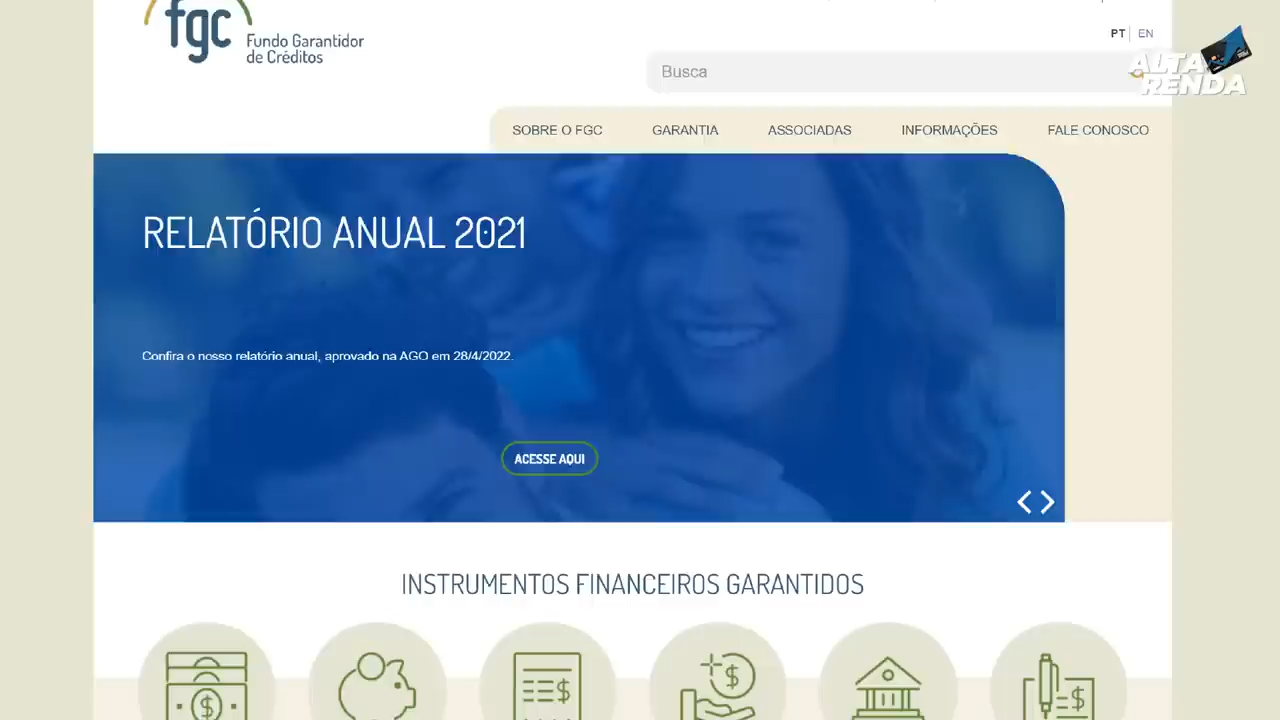 fgc
Fundo Garantidor
de Créditos
PT
EN
Busca
ALTA
RENDA
SOBRE O FGC
GARANTIA
ASSOCIADAS
INFORMAÇÕES
FALE CONOSCO
RELATÓRIO ANUAL 2021
Confira o nosso relatório anual, aprovado na AGO em 28/4/2022.
ACESSE AQUI
INSTRUMENTOS FINANCEIROS GARANTIDOS